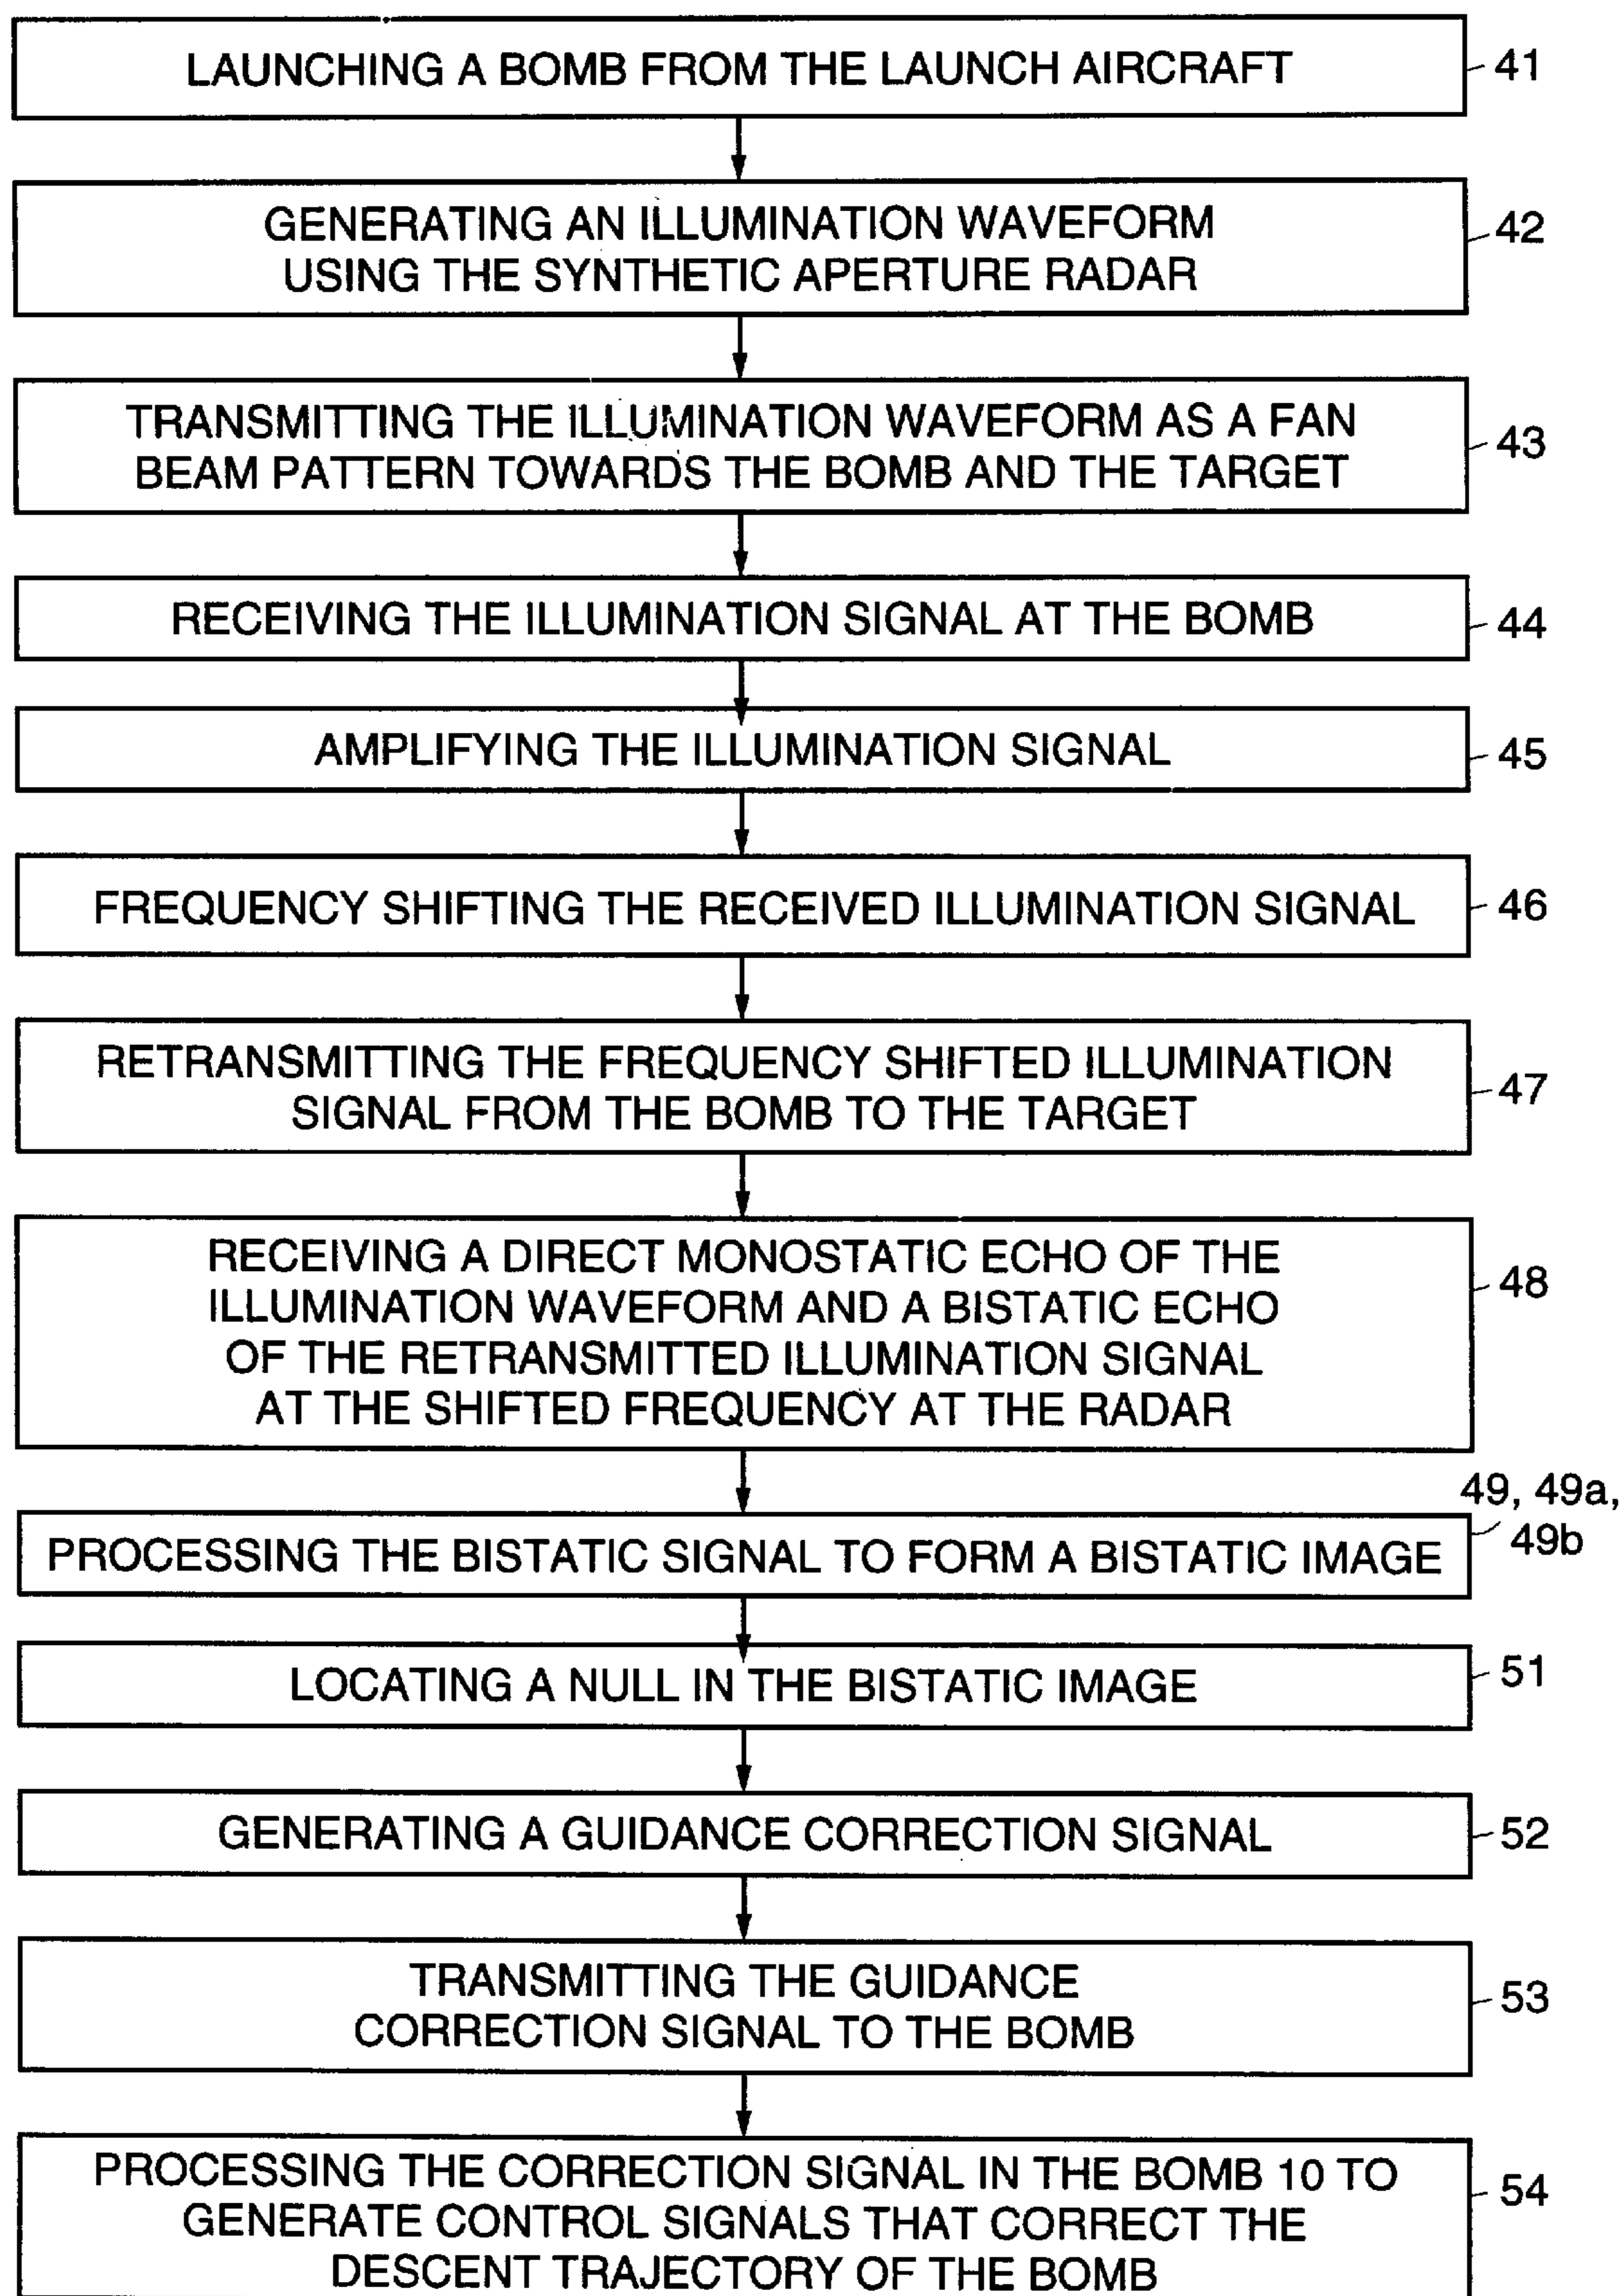 LAUNCHING A BOMB FROM THE LAUNCH AIRCRAFT
41
GENERATING AN ILLUMINATION WAVEFORM
USING THE SYNTHETIC APERTURE RADAR
42
TRANSMITTING THE ILLUMINATION WAVEFORM AS A FAN
BEAM PATTERN TOWARDS THE BOMB AND THE TARGET
43
RECEIVING THE ILLUMINATION SIGNAL AT THE BOMB
44
AMPLIFYING THE ILLUMINATION SIGNAL
45
FREQUENCY SHIFTING THE RECEIVED ILLUMINATION SIGNAL
46
RETRANSMITTING THE FREQUENCY SHIFTED ILLUMINATION
SIGNAL FROM THE BOMB TO THE TARGET
47
RECEIVING A DIRECT MONOSTATIC ECHO OF THE
ILLUMINATION WAVEFORM AND A BISTATIC ECHO
OF THE RETRANSMITTED ILLUMINATION SIGNAL
AT THE SHIFTED FREQUENCY AT THE RADAR
48
PROCESSING THE BISTATIC SIGNAL TO FORM A BISTATIC IMAGE
49, 49a,
49b
LOCATING A NULL IN THE BISTATIC IMAGE
51
GENERATING A GUIDANCE CORRECTION SIGNAL
52
TRANSMITTING THE GUIDANCE
CORRECTION SIGNAL TO THE BOMB
53
PROCESSING THE CORRECTION SIGNAL IN THE BOMB 10 TO
GENERATE CONTROL SIGNALS THAT CORRECT THE
DESCENT TRAJECTORY OF THE BOMB
54